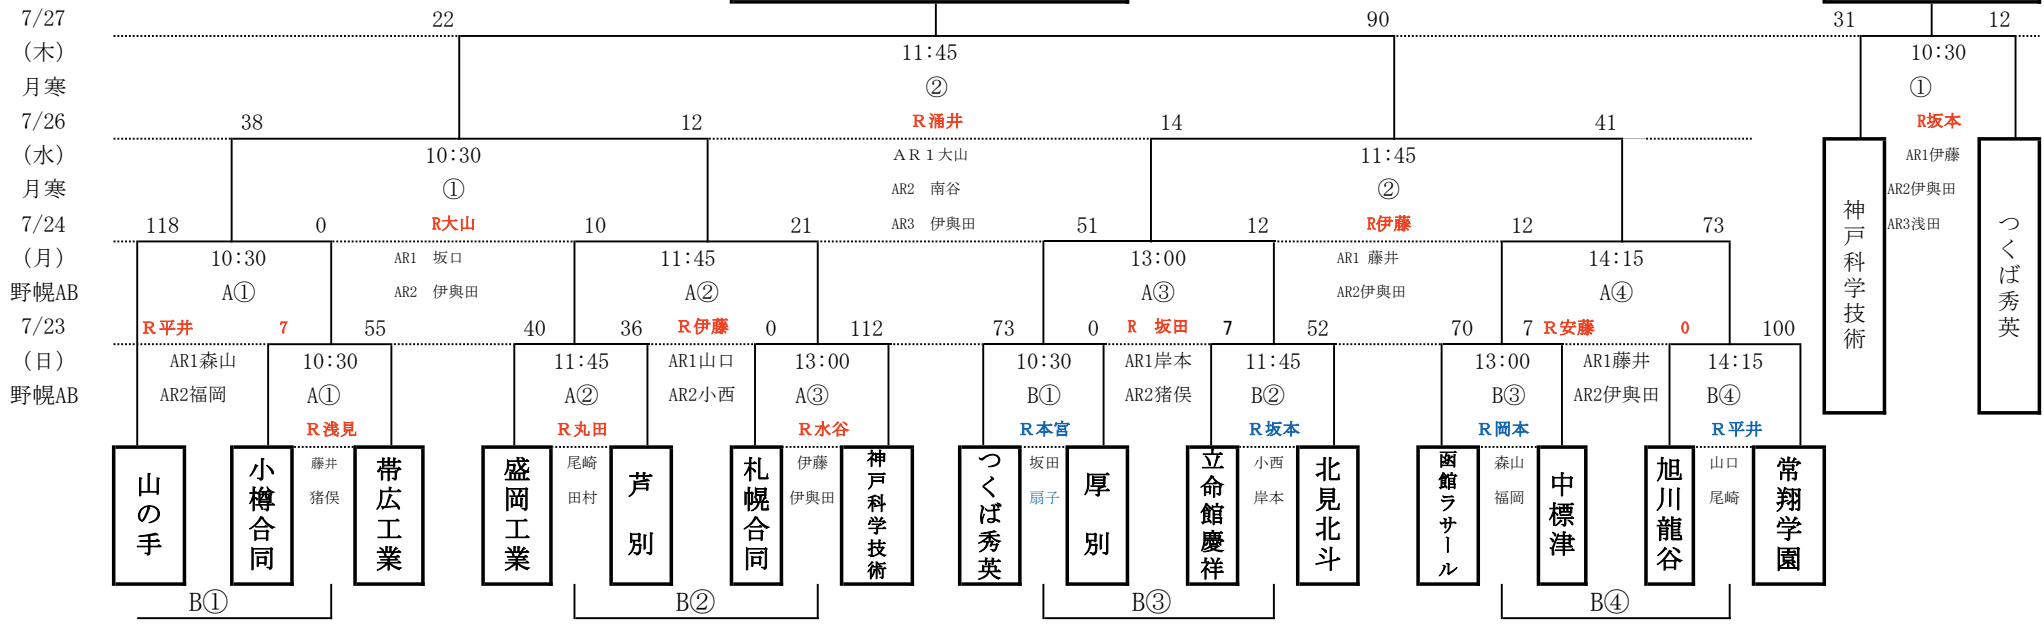 7/27 22 90 31 12
(木) 11:45 10:30
月寒 ② ①
7/26 38 12 R涌井 14 41 R坂本
(水) 10:30 AR1大山 11:45 AR1伊藤
月寒 ① AR2 南谷 ② AR2伊與田
7/24 118 0 R大山 10 21 AR3 伊與田 51 12 R伊藤 12 73 AR3浅田
(月) 10:30 AR1 坂口 11:45 13:00 AR1 藤井 14:15
野幌AB A① AR2 伊與田 A② A③ AR2伊與田 A④
神戸科学技術
つくば秀英
7/23 R平井 7 55 40 36 R伊藤 0 112 73 0 R 坂田 7 52 70 7 R安藤 0 100
(日) AR1森山 10:30 11:45 AR1山口 13:00 10:30 AR1岸本 11:45 13:00 AR1藤井 14:15
野幌AB AR2福岡 A① A② AR2小西 A③ B① AR2猪俣 B② B③ AR2伊與田 B④
R浅見 R丸田 R水谷 R本宮 R坂本 R岡本 R平井
藤井 尾崎 伊藤 坂田 小西 森山 山口
猪俣 田村 伊與田 扇子 岸本 福岡 尾崎
山の手
小樽合同
帯広工業
盛岡工業
芦別
札幌合同
神戸科学技術
つくば秀英
厚別
立命館慶祥
北見北斗
函館ラサール
中標津
旭川龍谷
常翔学園
B① B② B③ B④